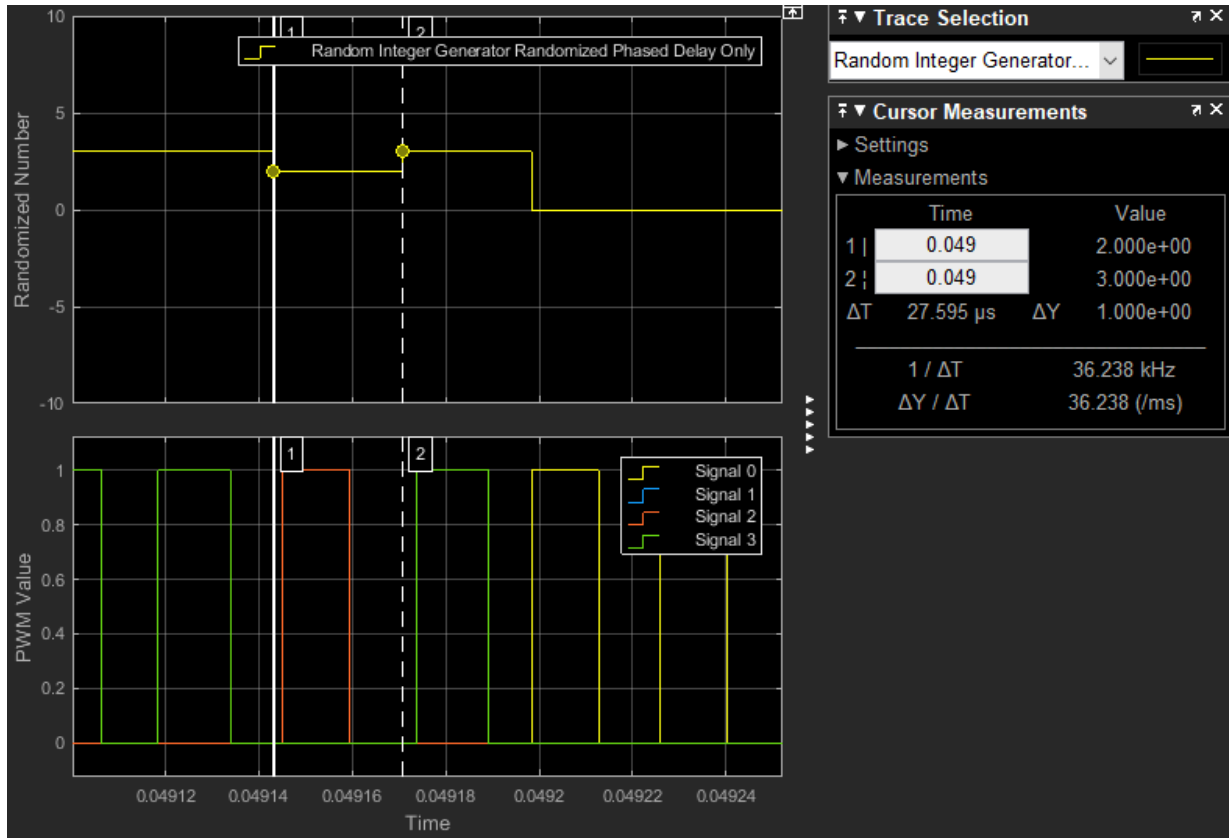 10
5
0
-5
-10
Randomized Number
1
2
Random Integer Generator Randomized Phased Delay Only
1
0.8
0.6
0.4
0.2
0
PWM Value
1
2
Signal 0
Signal 1
Signal 2
Signal 3
0.04912 0.04914 0.04916 0.04918 0.0492 0.04922 0.04924
Time
Trace Selection
Random Integer Generator...
Cursor Measurements
Settings
Measurements
Time Value
1 | 0.049 2.000e+00
2 ¦ 0.049 3.000e+00
ΔT 27.595 µs ΔY 1.000e+00
1 / ΔT 36.238 kHz
ΔY / ΔT 36.238 (/ms)